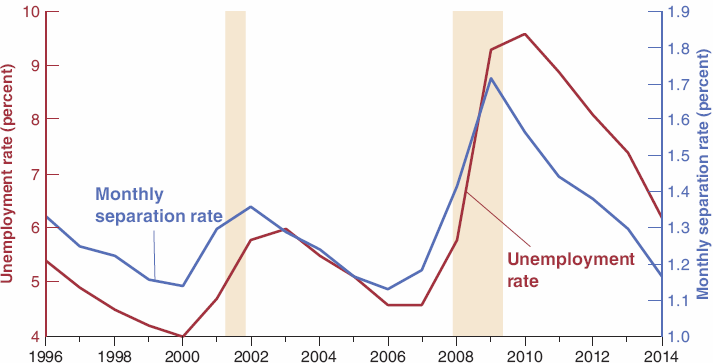 Unemployment rate (percent)
10
9
8
7
6
5
4
Monthly
separation rate
Unemployment
rate
1.9
1.8
1.7
1.6
1.5
1.4
1.3
1.2
1.1
1.0
Monthly separation rate (percent)
1996 1998 2000 2002 2004 2006 2008 2010 2012 2014